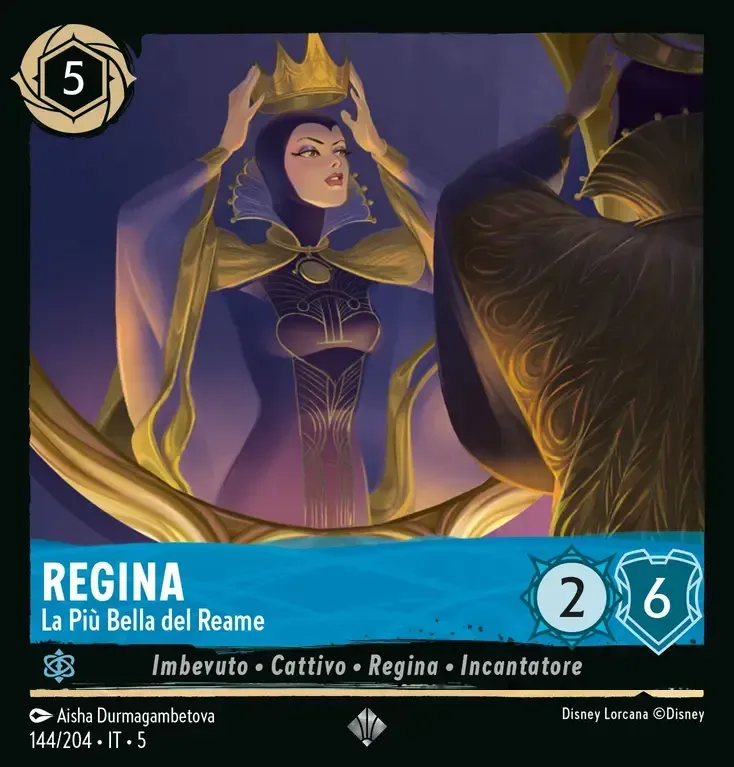 5
REGINA
La Più Bella del Reame
2
6
Imbevuto • Cattivo • Regina • Incantatore
Aisha Durmagambetova
Disney Lorcana ©Disney
144/204 • IT • 5